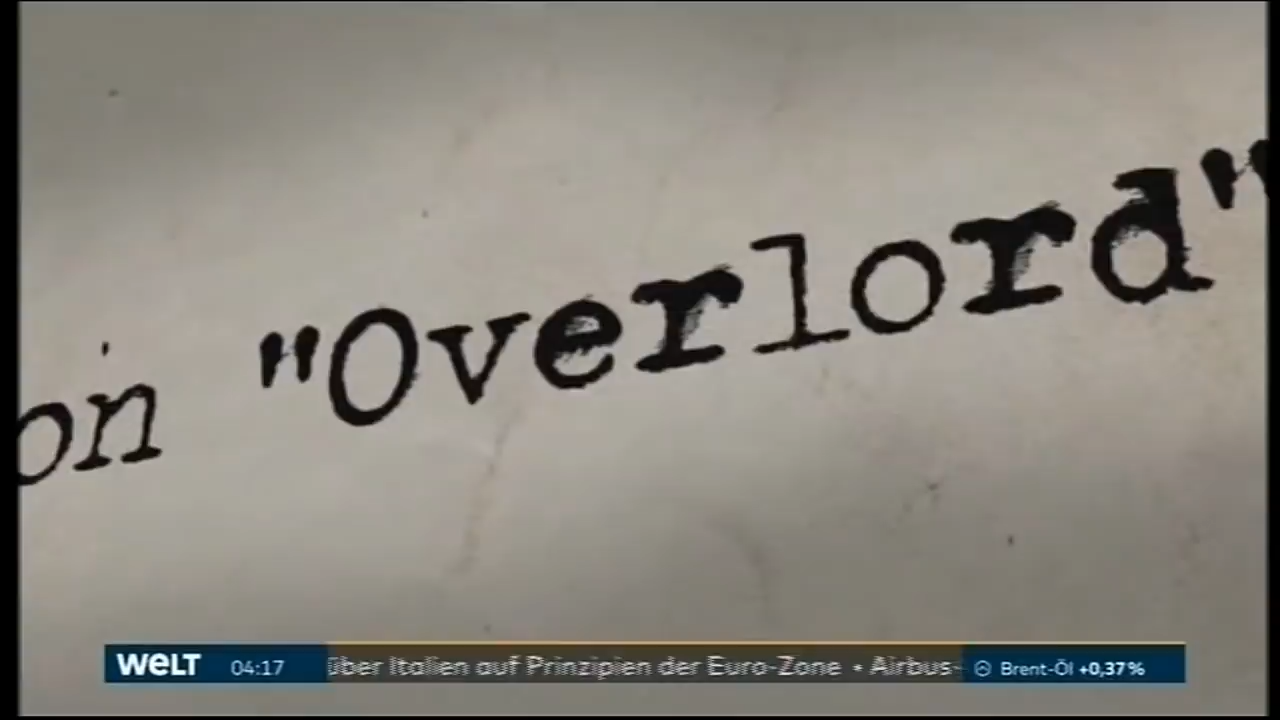 on "Overlord"
WELT 04:17 über Italien auf Prinzipien der Euro-Zone • Airbus- Brent-Öl +0,37%